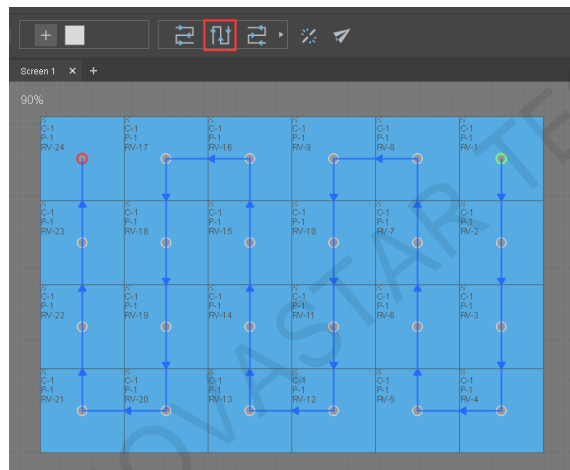 +
Screen 1 × +
90%
S-
C-1
P-1
RV-24
S-
C-1
P-1
RV-17
S-
C-1
P-1
RV-16
S-
C-1
P-1
RV-9
S-
C-1
P-1
RV-8
S-
C-1
P-1
RV-1
C-1
P-1
RV-23
C-1
P-1
RV-18
C-1
P-1
RV-15
C-1
P-1
RV-10
C-1
P-1
RV-7
C-1
P-1
RV-2
C-1
P-1
RV-22
C-1
P-1
RV-19
C-1
P-1
RV-14
C-1
P-1
RV-11
C-1
P-1
RV-6
C-1
P-1
RV-3
C-1
P-1
RV-21
C-1
P-1
RV-20
C-1
P-1
RV-13
C-1
P-1
RV-12
C-1
P-1
RV-5
C-1
P-1
RV-4
OVASTAR TE